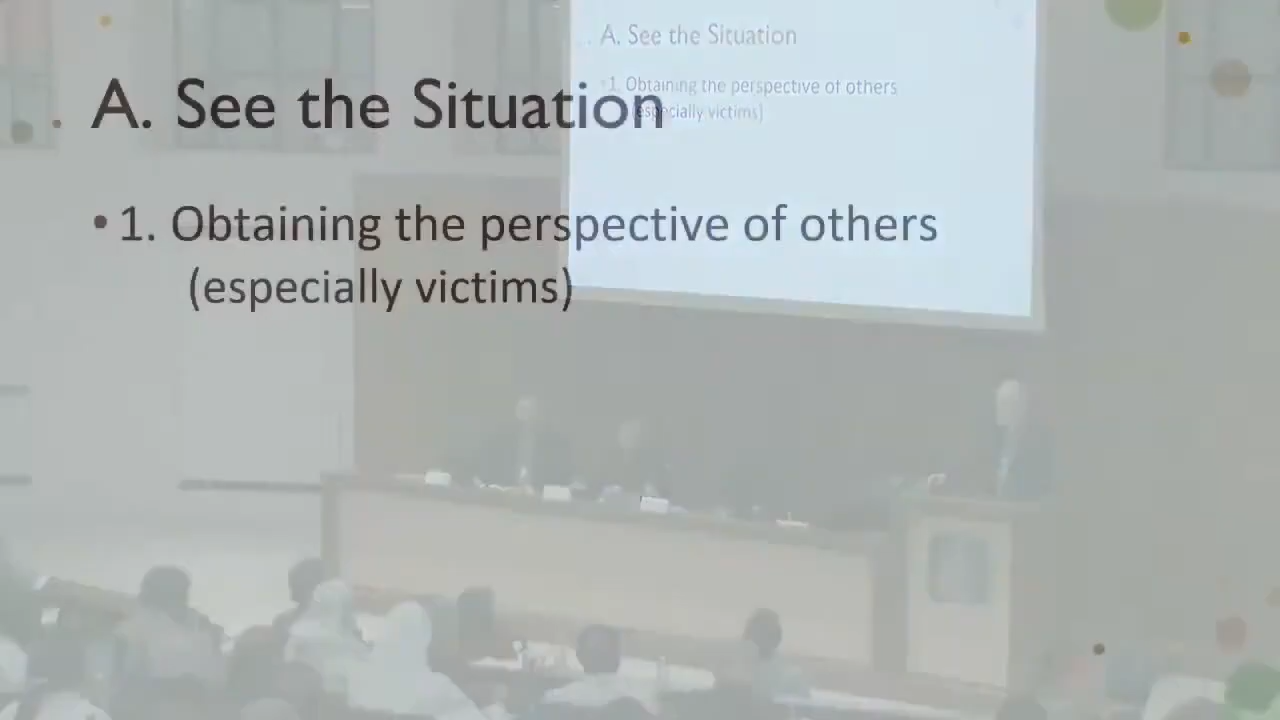 A. See the Situation
• 1. Obtaining the perspective of others
(especially victims)
A. See the Situation
1. Obtaining the perspective of others
(especially victims)